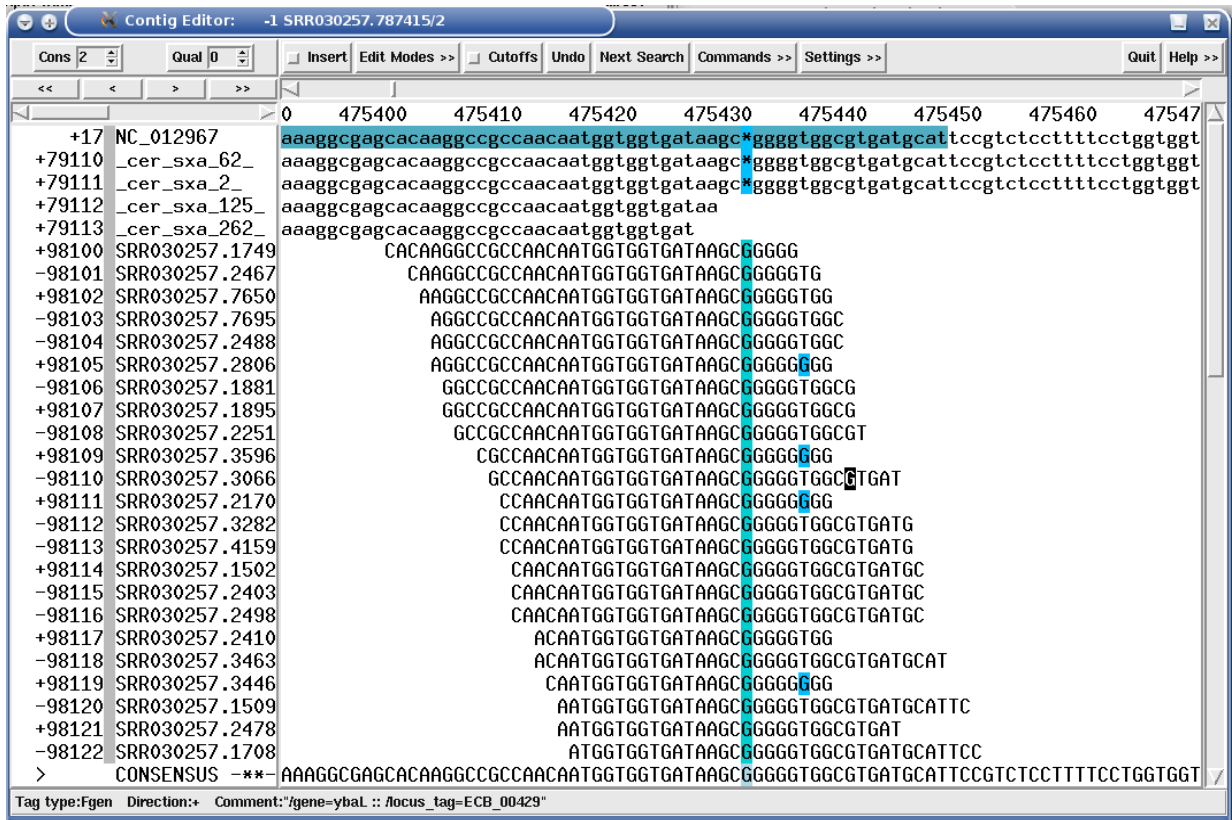 Contig Editor: -1 SRR030257.787415/2
Cons 2 Qual 0 Insert Edit Modes >> Cutoffs Undo Next Search Commands >> Settings >> Quit Help >>
<< < > >>
0 475400 475410 475420 475430 475440 475450 475460 47547
+17 NC_012967 aaaggcgagcacaaggccgccaacaatggtggtgataagc*ggggtggcgtgatgcattccgtctccttttcctggtggt
+79110 _cer_sxa_62_ aaaggcgagcacaaggccgccaacaatggtggtgataagc*ggggtggcgtgatgcattccgtctccttttcctggtggt
+79111 _cer_sxa_2_ aaaggcgagcacaaggccgccaacaatggtggtgataagc*ggggtggcgtgatgcattccgtctccttttcctggtggt
+79112 _cer_sxa_125_ aaaggcgagcacaaggccgccaacaatggtggtgataa
+79113 _cer_sxa_262_ aaaggcgagcacaaggccgccaacaatggtggtgat
+98100 SRR030257.1749 CACAAGGCCGCCAACAATGGTGGTGATAAGCGGGGG
-98101 SRR030257.2467 CAAGGCCGCCAACAATGGTGGTGATAAGCGGGGGTG
+98102 SRR030257.7650 AAGGCCGCCAACAATGGTGGTGATAAGCGGGGGTGG
-98103 SRR030257.7695 AGGCCGCCAACAATGGTGGTGATAAGCGGGGGTGGC
-98104 SRR030257.2488 AGGCCGCCAACAATGGTGGTGATAAGCGGGGGTGGC
+98105 SRR030257.2806 AGGCCGCCAACAATGGTGGTGATAAGCGGGGGGGG
-98106 SRR030257.1881 GGCCGCCAACAATGGTGGTGATAAGCGGGGGTGGCG
+98107 SRR030257.1895 GGCCGCCAACAATGGTGGTGATAAGCGGGGGTGGCG
-98108 SRR030257.2251 GCCGCCAACAATGGTGGTGATAAGCGGGGGTGGCGT
+98109 SRR030257.3596 CGCCAACAATGGTGGTGATAAGCGGGGGGGG
-98110 SRR030257.3066 GCCAACAATGGTGGTGATAAGCGGGGGTGGCGTGAT
+98111 SRR030257.2170 CCAACAATGGTGGTGATAAGCGGGGGGGG
-98112 SRR030257.3282 CCAACAATGGTGGTGATAAGCGGGGGTGGCGTGATG
-98113 SRR030257.4159 CCAACAATGGTGGTGATAAGCGGGGGTGGCGTGATG
+98114 SRR030257.1502 CAACAATGGTGGTGATAAGCGGGGGTGGCGTGATGC
-98115 SRR030257.2403 CAACAATGGTGGTGATAAGCGGGGGTGGCGTGATGC
-98116 SRR030257.2498 CAACAATGGTGGTGATAAGCGGGGGTGGCGTGATGC
+98117 SRR030257.2410 ACAATGGTGGTGATAAGCGGGGGTGG
-98118 SRR030257.3463 ACAATGGTGGTGATAAGCGGGGGTGGCGTGATGCAT
+98119 SRR030257.3446 CAATGGTGGTGATAAGCGGGGGGGG
-98120 SRR030257.1509 AATGGTGGTGATAAGCGGGGGTGGCGTGATGCATTC
+98121 SRR030257.2478 AATGGTGGTGATAAGCGGGGGTGGCGTGAT
-98122 SRR030257.1708 ATGGTGGTGATAAGCGGGGGTGGCGTGATGCATTCC
> CONSENSUS -**- AAAGGCGAGCACAAGGCCGCCAACAATGGTGGTGATAAGCGGGGGTGGCGTGATGCATTCCGTCTCCTTTTCCTGGTGGT
Tag type:Fgen Direction:+ Comment:"/gene=ybaL :: /locus_tag=ECB_00429"